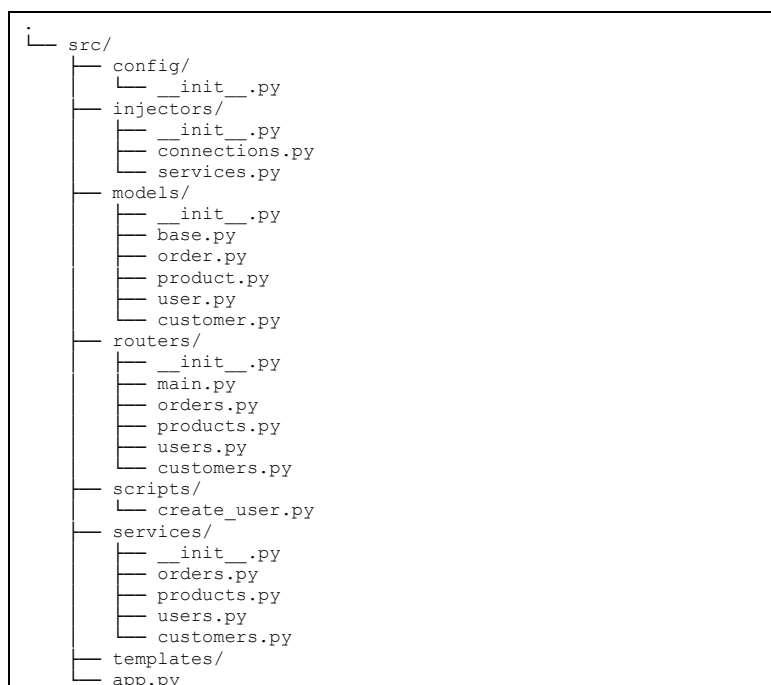 .
└── src/
    ├── config/
    │   └── __init__.py
    ├── injectors/
    │   ├── __init__.py
    │   ├── connections.py
    │   └── services.py
    ├── models/
    │   ├── __init__.py
    │   ├── base.py
    │   ├── order.py
    │   ├── product.py
    │   ├── user.py
    │   └── customer.py
    ├── routers/
    │   ├── __init__.py
    │   ├── main.py
    │   ├── orders.py
    │   ├── products.py
    │   ├── users.py
    │   └── customers.py
    ├── scripts/
    │   └── create_user.py
    ├── services/
    │   ├── __init__.py
    │   ├── orders.py
    │   ├── products.py
    │   ├── users.py
    │   └── customers.py
    ├── templates/
    └── app.py